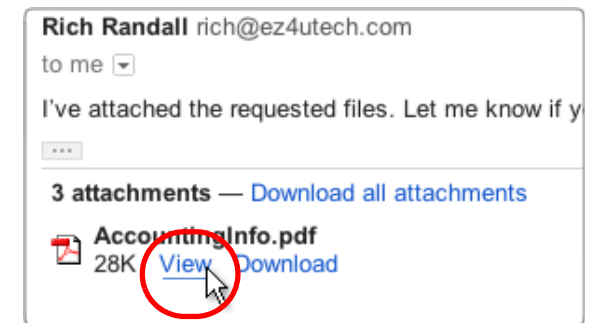 Rich Randall rich@ez4utech.com
to me
I've attached the requested files. Let me know if y
3 attachments — Download all attachments
AccountingInfo.pdf
28K View Download